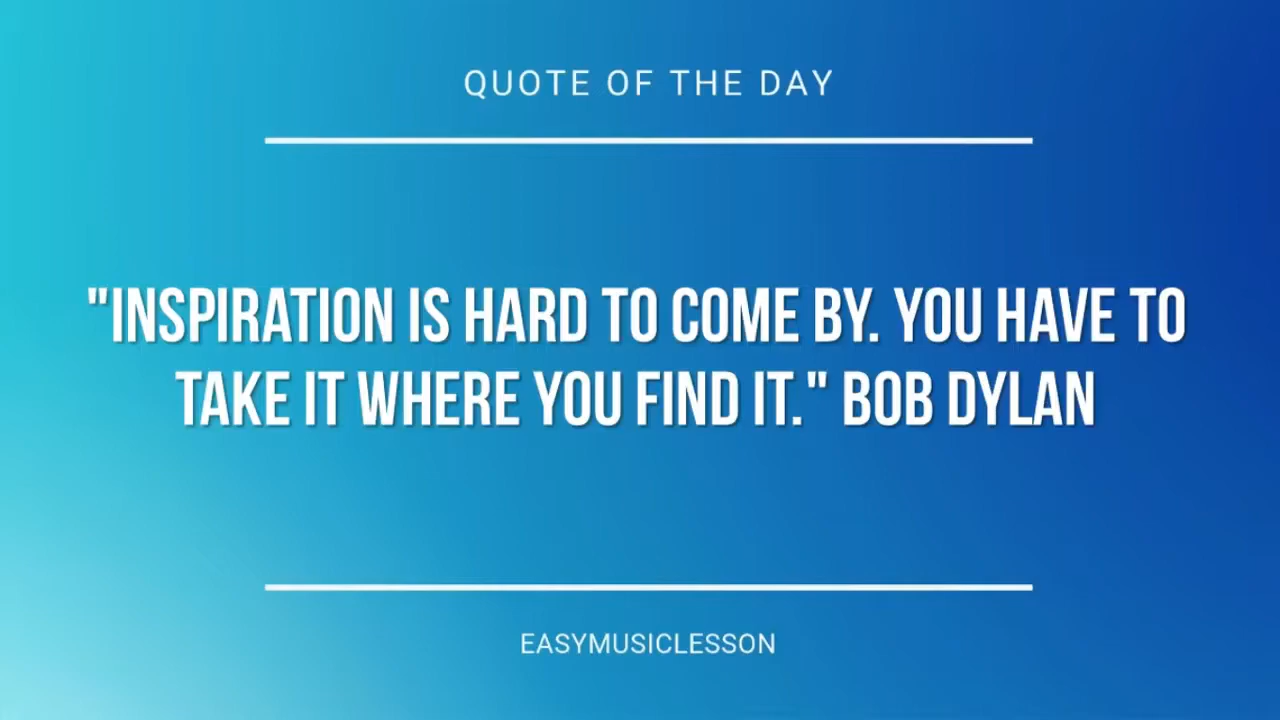 QUOTE OF THE DAY
"INSPIRATION IS HARD TO COME BY. YOU HAVE TO
TAKE IT WHERE YOU FIND IT." BOB DYLAN
EASYMUSICLESSON